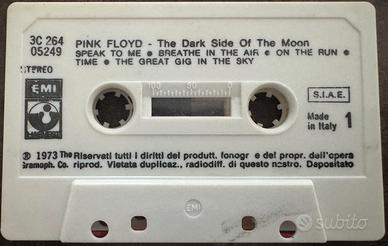 3C 264
05249
PINK FLOYD - The Dark Side Of The Moon
SPEAK TO ME ● BREATHE IN THE AIR ● ON THE RUN ●
TIME ● THE GREAT GIG IN THE SKY
STEREO
EMI
100 50 0
S.I.A.E.
Made
in Italy
1
℗ 1973 The Riservati tutti i diritti del produtt. fonogr e del propr. dell'opera
Gramoph. Co. riprod. Vietata duplicaz., radiodiff. di questo nastro. Depositato
EMI
subito